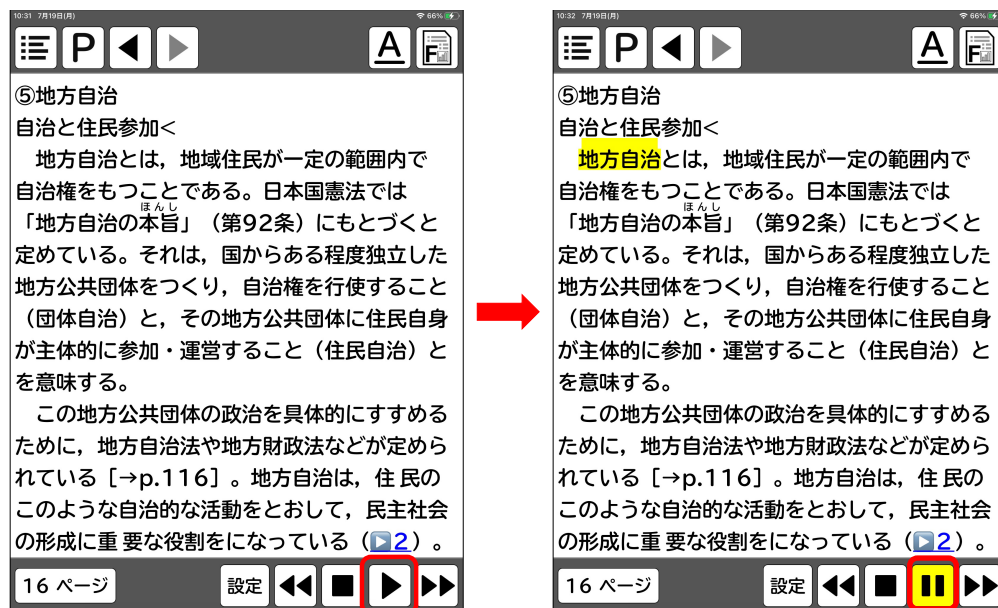 10:31 7月19日(月)
66%
P
A
F
⑤地方自治
自治と住民参加<
地方自治とは，地域住民が一定の範囲内で
自治権をもつことである。日本国憲法では
ほんし
「地方自治の本旨」（第92条）にもとづくと
定めている。それは，国からある程度独立した
地方公共団体をつくり，自治権を行使すること
（団体自治）と，その地方公共団体に住民自身
が主体的に参加・運営すること（住民自治）と
を意味する。
この地方公共団体の政治を具体的にすすめる
ために，地方自治法や地方財政法などが定めら
れている［→p.116］。地方自治は，住 民の
このような自治的な活動をとおして，民主社会
の形成に重 要な役割をになっている（▶2）。
16 ページ
設定
10:32 7月19日(月)
66%
P
A
F
⑤地方自治
自治と住民参加<
地方自治とは，地域住民が一定の範囲内で
自治権をもつことである。日本国憲法では
ほんし
「地方自治の本旨」（第92条）にもとづくと
定めている。それは，国からある程度独立した
地方公共団体をつくり，自治権を行使すること
（団体自治）と，その地方公共団体に住民自身
が主体的に参加・運営すること（住民自治）と
を意味する。
この地方公共団体の政治を具体的にすすめる
ために，地方自治法や地方財政法などが定めら
れている［→p.116］。地方自治は，住 民の
このような自治的な活動をとおして，民主社会
の形成に重 要な役割をになっている（▶2）。
16 ページ
設定